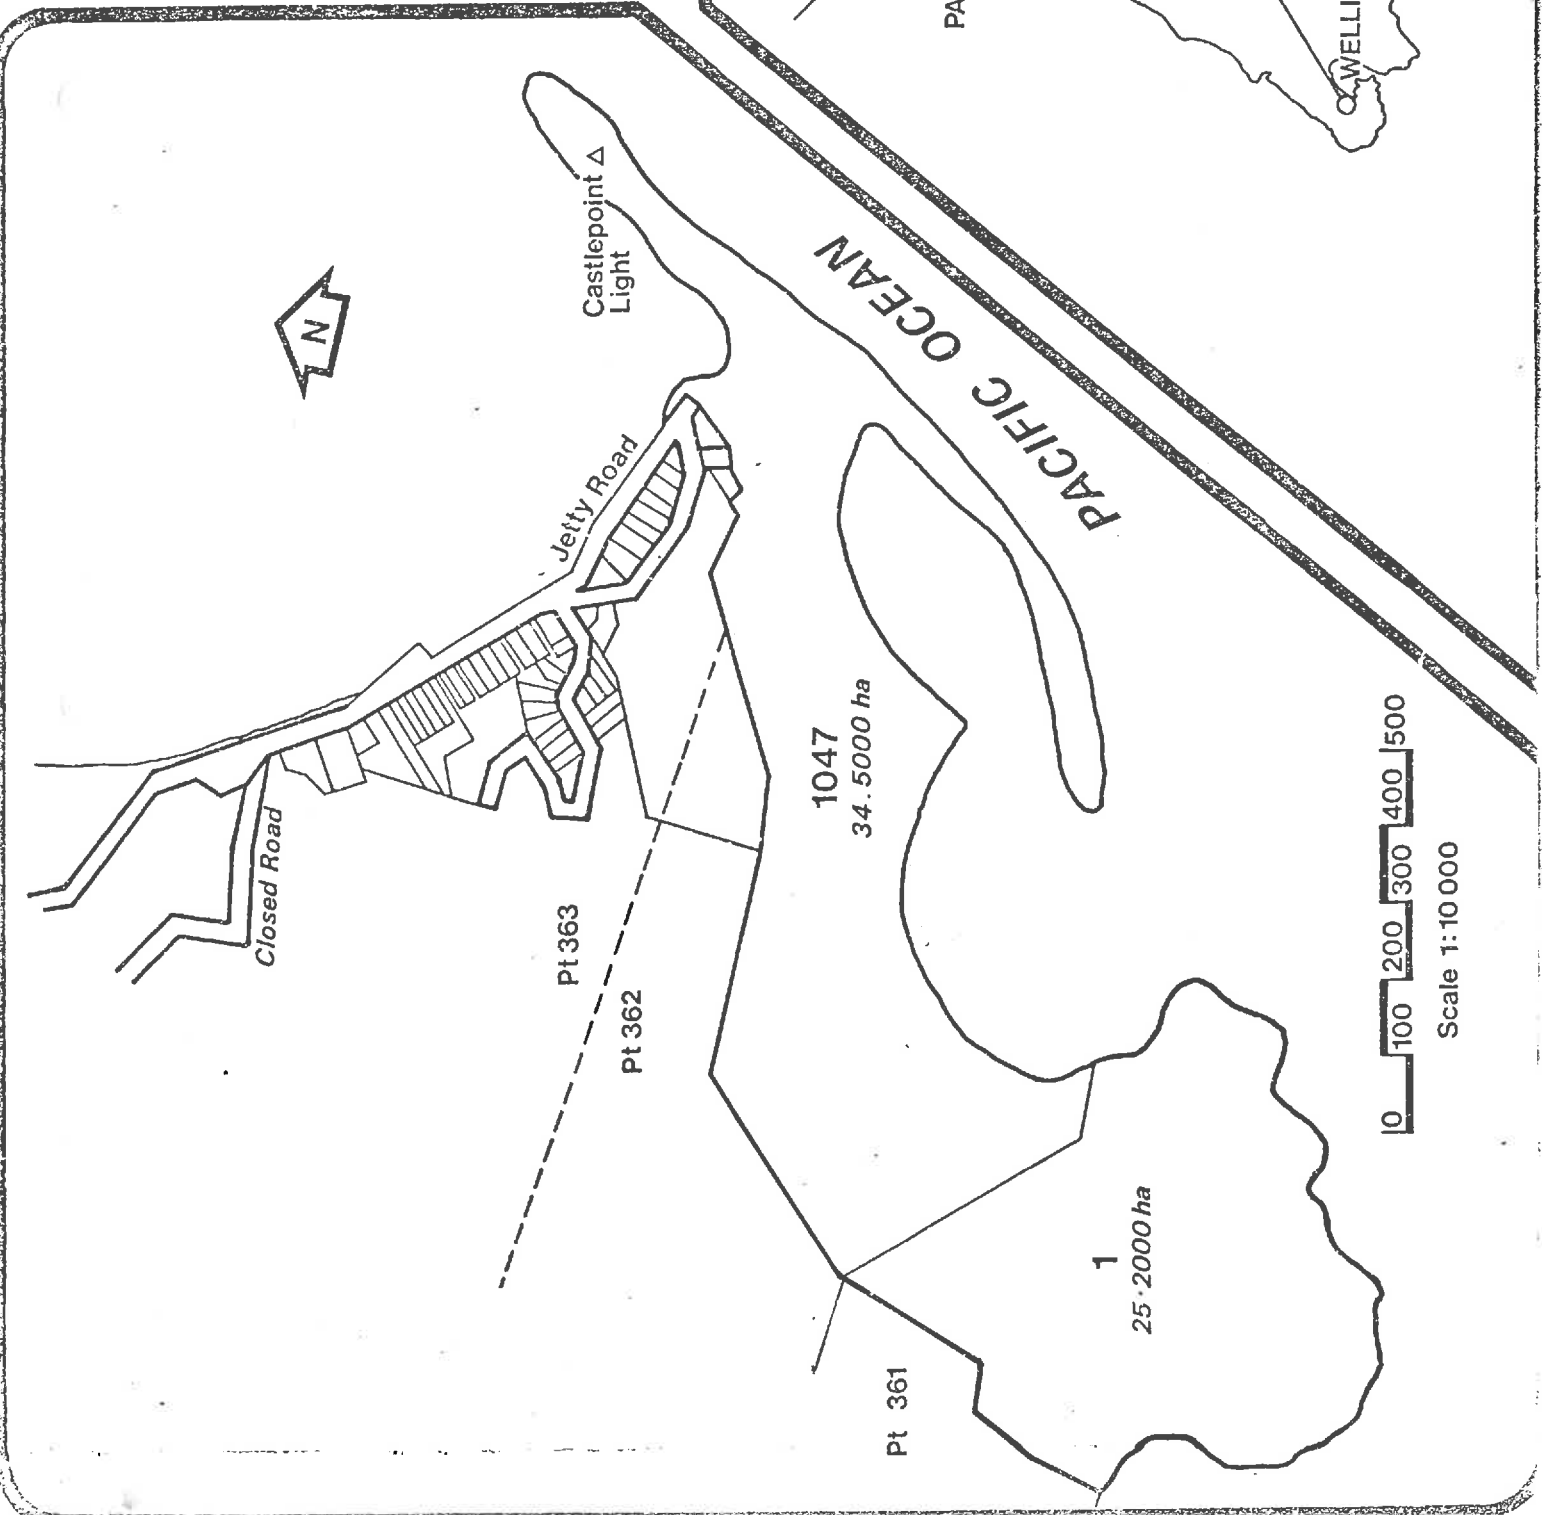 PA
WELLI
N
Castlepoint
Light
PACIFIC OCEAN
Jetty Road
Closed Road
1047
34.5000 ha
Pt 363
Pt 362
1
25·2000 ha
Pt 361
0 100 200 300 400 500
Scale 1:10 000